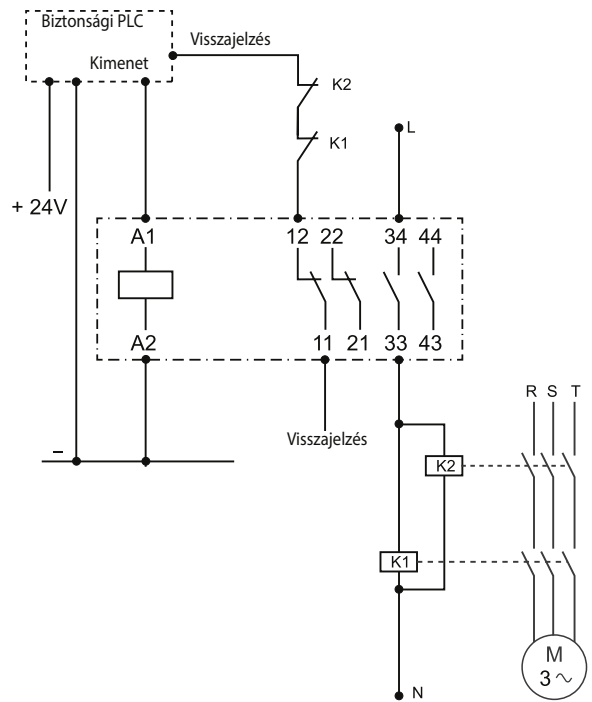 Biztonsági PLC
Visszajelzés
Kimenet
K2
K1
L
+ 24V
A1 12 22 34 44
A2 11 21 33 43
R S T
Visszajelzés
–
K2
K1
M
3 ~
N